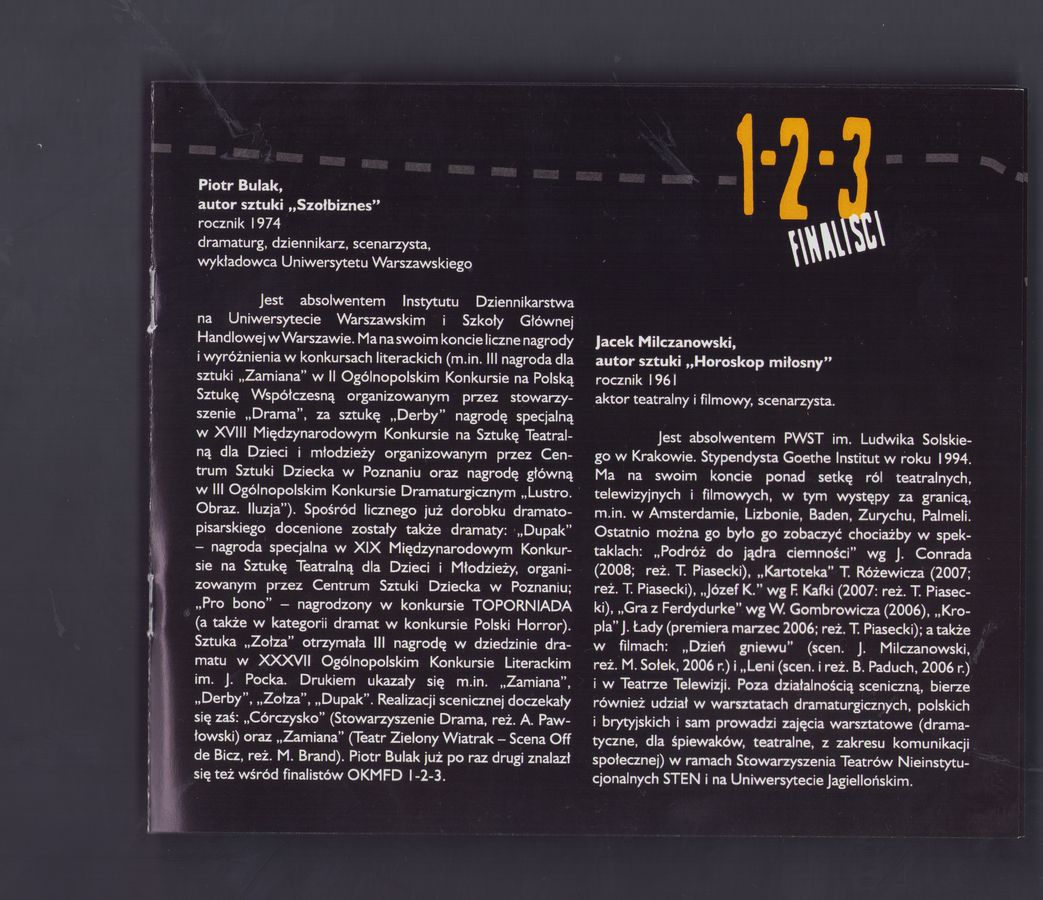 1-2-3
FINALIŚCI
Piotr Bulak,
autor sztuki „Szołbiznes”
rocznik 1974
dramaturg, dziennikarz, scenarzysta,
wykładowca Uniwersytetu Warszawskiego
Jest absolwentem Instytutu Dziennikarstwa
na Uniwersytecie Warszawskim i Szkoły Głównej
Handlowej w Warszawie. Ma na swoim koncie liczne nagrody
i wyróżnienia w konkursach literackich (m.in. III nagroda dla
sztuki „Zamiana” w II Ogólnopolskim Konkursie na Polską
Sztukę Współczesną organizowanym przez stowarzy-
szenie „Drama”, za sztukę „Derby” nagrodę specjalną
w XVIII Międzynarodowym Konkursie na Sztukę Teatral-
ną dla Dzieci i młodzieży organizowanym przez Cen-
trum Sztuki Dziecka w Poznaniu oraz nagrodę główną
w III Ogólnopolskim Konkursie Dramaturgicznym „Lustro.
Obraz. Iluzja”). Spośród licznego już dorobku dramato-
pisarskiego docenione zostały także dramaty: „Dupak”
– nagroda specjalna w XIX Międzynarodowym Konkur-
sie na Sztukę Teatralną dla Dzieci i Młodzieży, organi-
zowanym przez Centrum Sztuki Dziecka w Poznaniu;
„Pro bono” – nagrodzony w konkursie TOPORNIADA
(a także w kategorii dramat w konkursie Polski Horror).
Sztuka „Zołza” otrzymała III nagrodę w dziedzinie dra-
matu w XXXVII Ogólnopolskim Konkursie Literackim
im. J. Pocka. Drukiem ukazały się m.in. „Zamiana”,
„Derby”, „Zołza”, „Dupak”. Realizacji scenicznej doczekały
się zaś: „Córczysko” (Stowarzyszenie Drama, reż. A. Paw-
łowski) oraz „Zamiana” (Teatr Zielony Wiatrak – Scena Off
de Bicz, reż. M. Brand). Piotr Bulak już po raz drugi znalazł
się też wśród finalistów OKMFD 1-2-3.
Jacek Milczanowski,
autor sztuki „Horoskop miłosny”
rocznik 1961
aktor teatralny i filmowy, scenarzysta.
Jest absolwentem PWST im. Ludwika Solskie-
go w Krakowie. Stypendysta Goethe Institut w roku 1994.
Ma na swoim koncie ponad setkę ról teatralnych,
telewizyjnych i filmowych, w tym występy za granicą,
m.in. w Amsterdamie, Lizbonie, Baden, Zurychu, Palmeli.
Ostatnio można go było go zobaczyć chociażby w spek-
taklach: „Podróż do jądra ciemności” wg J. Conrada
(2008; reż. T. Piasecki), „Kartoteka” T. Różewicza (2007;
reż. T. Piasecki), „Józef K.” wg F. Kafki (2007: reż. T. Piasec-
ki), „Gra z Ferdydurke” wg W. Gombrowicza (2006), „Kro-
pla” J. Łady (premiera marzec 2006; reż. T. Piasecki); a także
w filmach: „Dzień gniewu” (scen. J. Milczanowski,
reż. M. Sołek, 2006 r.) i „Leni (scen. i reż. B. Paduch, 2006 r.)
i w Teatrze Telewizji. Poza działalnością sceniczną, bierze
również udział w warsztatach dramaturgicznych, polskich
i brytyjskich i sam prowadzi zajęcia warsztatowe (drama-
tyczne, dla śpiewaków, teatralne, z zakresu komunikacji
społecznej) w ramach Stowarzyszenia Teatrów Nieinstytu-
cjonalnych STEN i na Uniwersytecie Jagiellońskim.